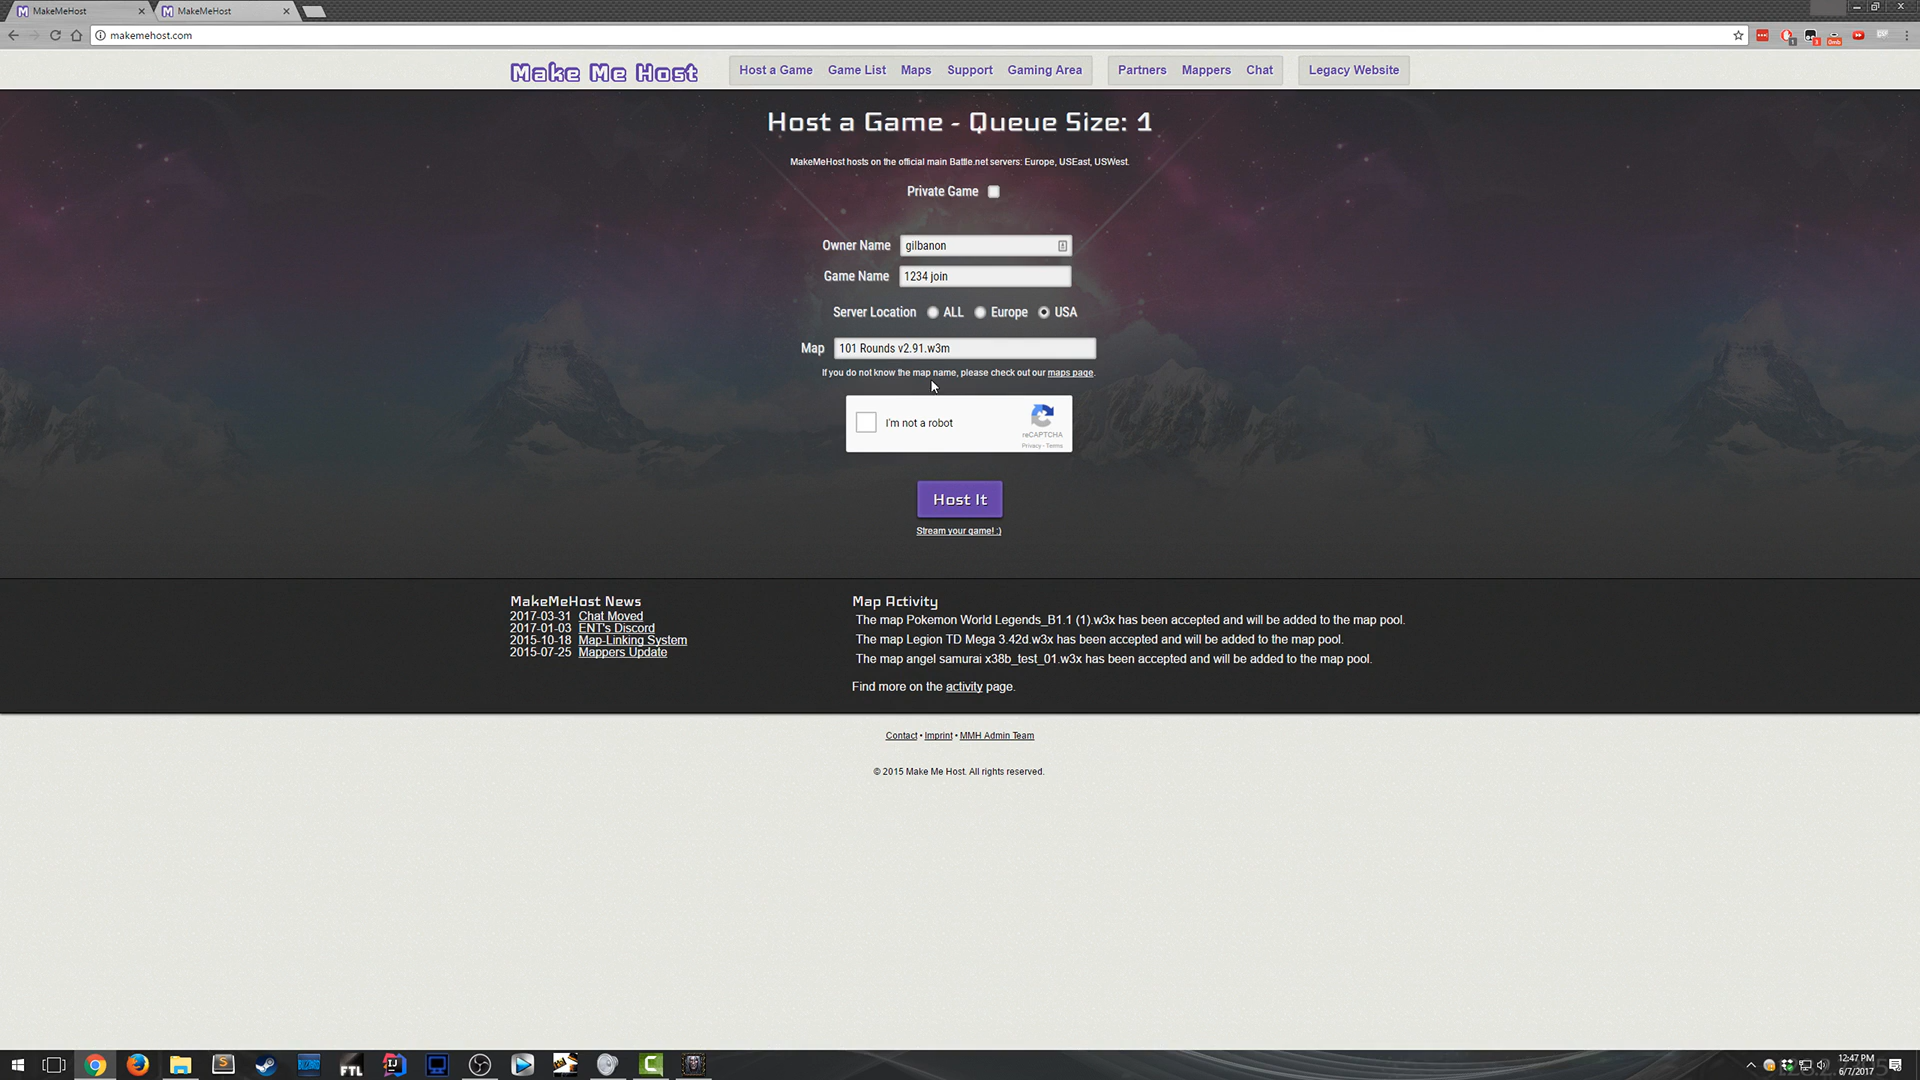 MakeMeHost
MakeMeHost
makemehost.com
Make Me Host
Host a Game Game List Maps Support Gaming Area Partners Mappers Chat Legacy Website
Host a Game - Queue Size: 1
MakeMeHost hosts on the official main Battle.net servers: Europe, USEast, USWest.
Private Game
Owner Name gilbanon
Game Name 1234 join
Server Location ALL Europe USA
Map 101 Rounds v2.91.w3m
If you do not know the map name, please check out our maps page.
I'm not a robot
reCAPTCHA
Privacy - Terms
Host It
Stream your game! :)
MakeMeHost News
2017-03-31 Chat Moved
2017-01-03 ENT's Discord
2015-10-18 Map-Linking System
2015-07-25 Mappers Update
Map Activity
The map Pokemon World Legends_B1.1 (1).w3x has been accepted and will be added to the map pool.
The map Legion TD Mega 3.42d.w3x has been accepted and will be added to the map pool.
The map angel samurai x38b_test_01.w3x has been accepted and will be added to the map pool.
Find more on the activity page.
Contact • Imprint • MMH Admin Team
© 2015 Make Me Host. All rights reserved.
FTL
IJ
12:47 PM
6/7/2017